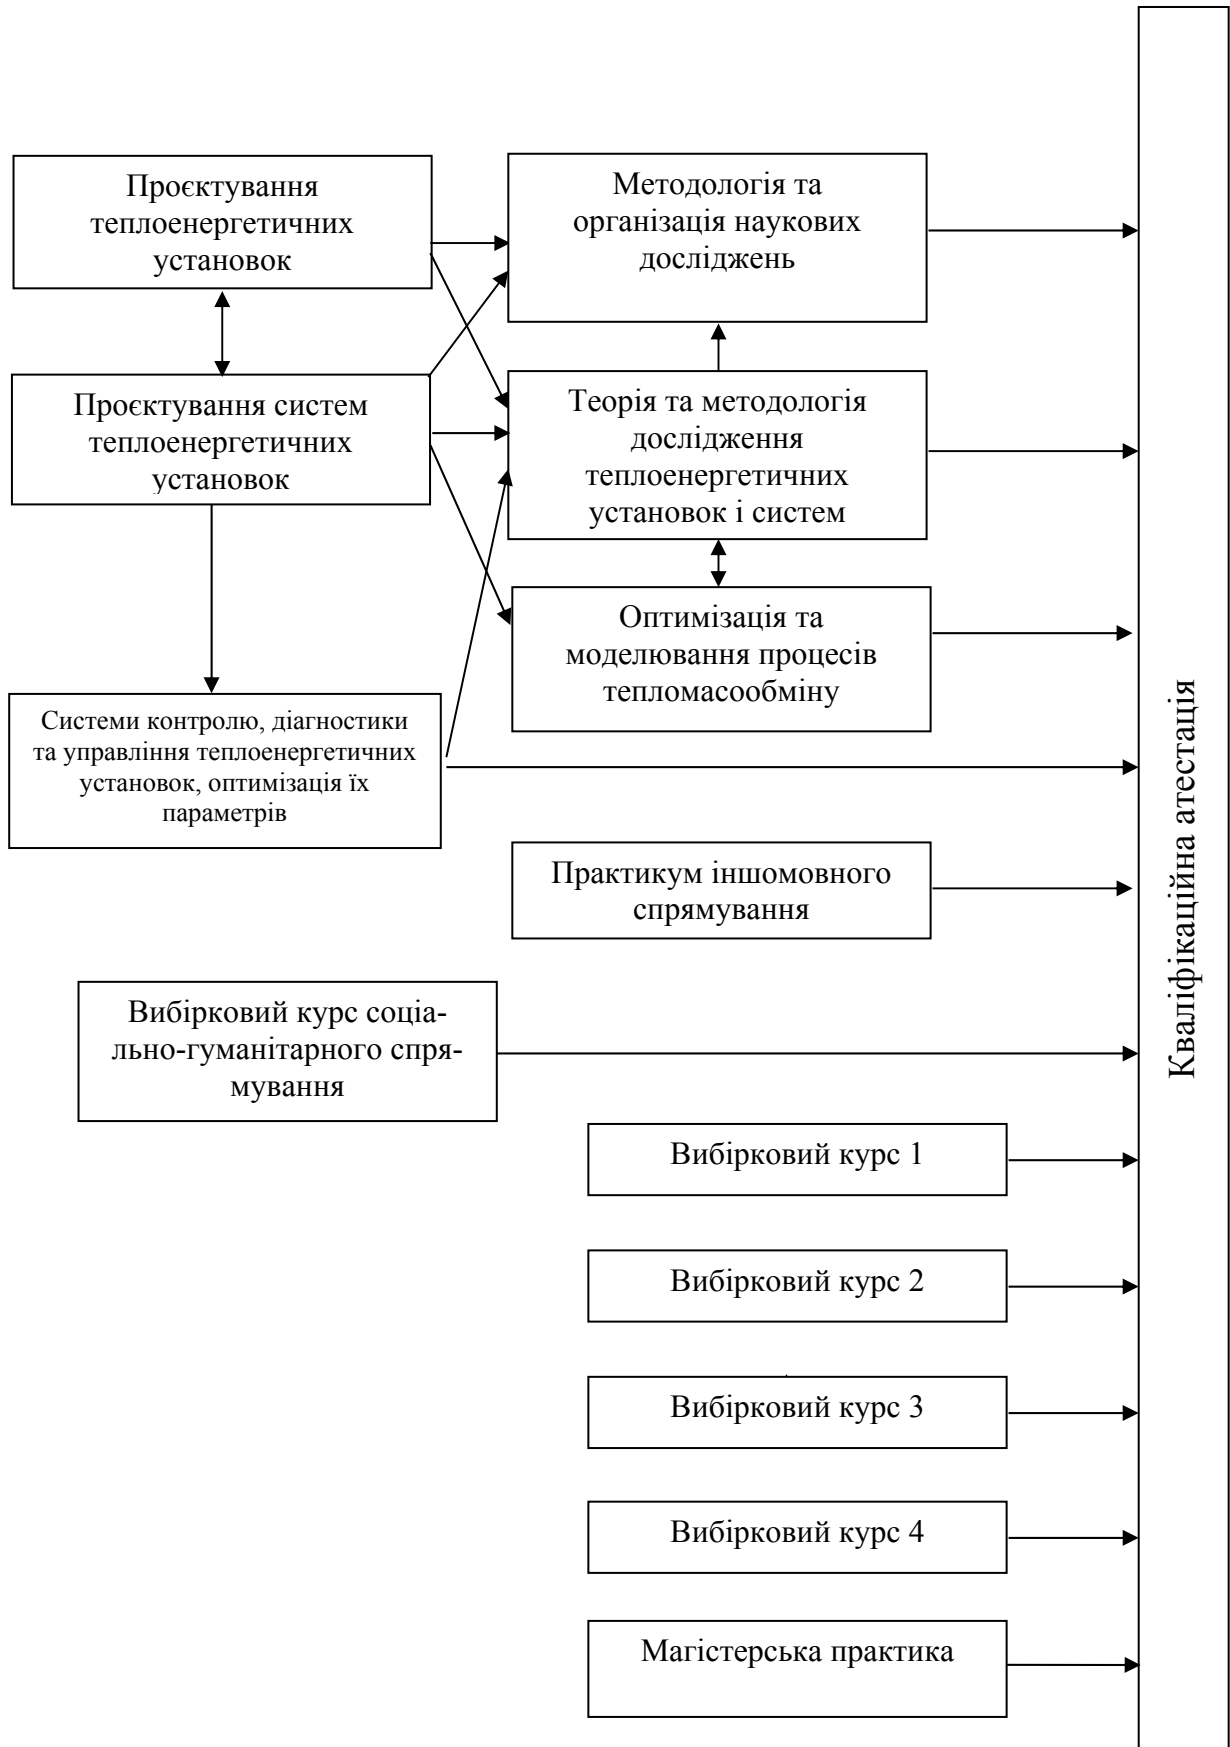 Проєктування
теплоенергетичних
установок
Методологія та
організація наукових
досліджень
Проєктування систем
теплоенергетичних
установок
Теорія та методологія
дослідження
теплоенергетичних
установок і систем
Оптимізація та
моделювання процесів
тепломасообміну
Системи контролю, діагностики
та управління теплоенергетичних
установок, оптимізація їх
параметрів
Практикум іншомовного
спрямування
Вибірковий курс соціа-
льно-гуманітарного спря-
мування
Вибірковий курс 1
Вибірковий курс 2
Вибірковий курс 3
Вибірковий курс 4
Магістерська практика
Кваліфікаційна атестація